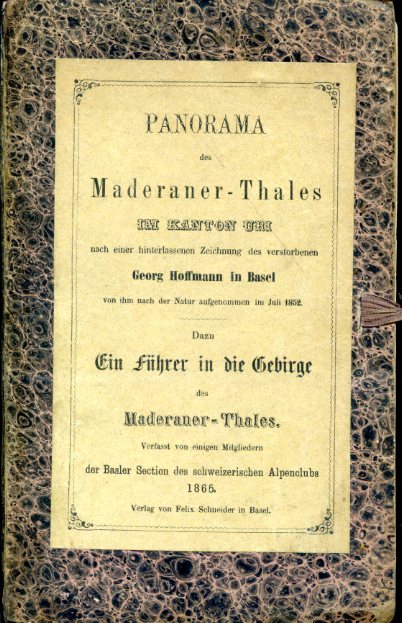 PANORAMA
des
Maderaner-Thales
IM KANTON URI
nach einer hinterlassenen Zeichnung des verstorbenen
Georg Hoffmann in Basel
von ihm nach der Natur aufgenommen im Juli 1852.
Dazu
Ein Führer in die Gebirge
des
Maderaner-Thales.
Verfasst von einigen Mitgliedern
der Basler Section des schweizerischen Alpenclubs
1865.
Verlag von Felix Schneider in Basel.